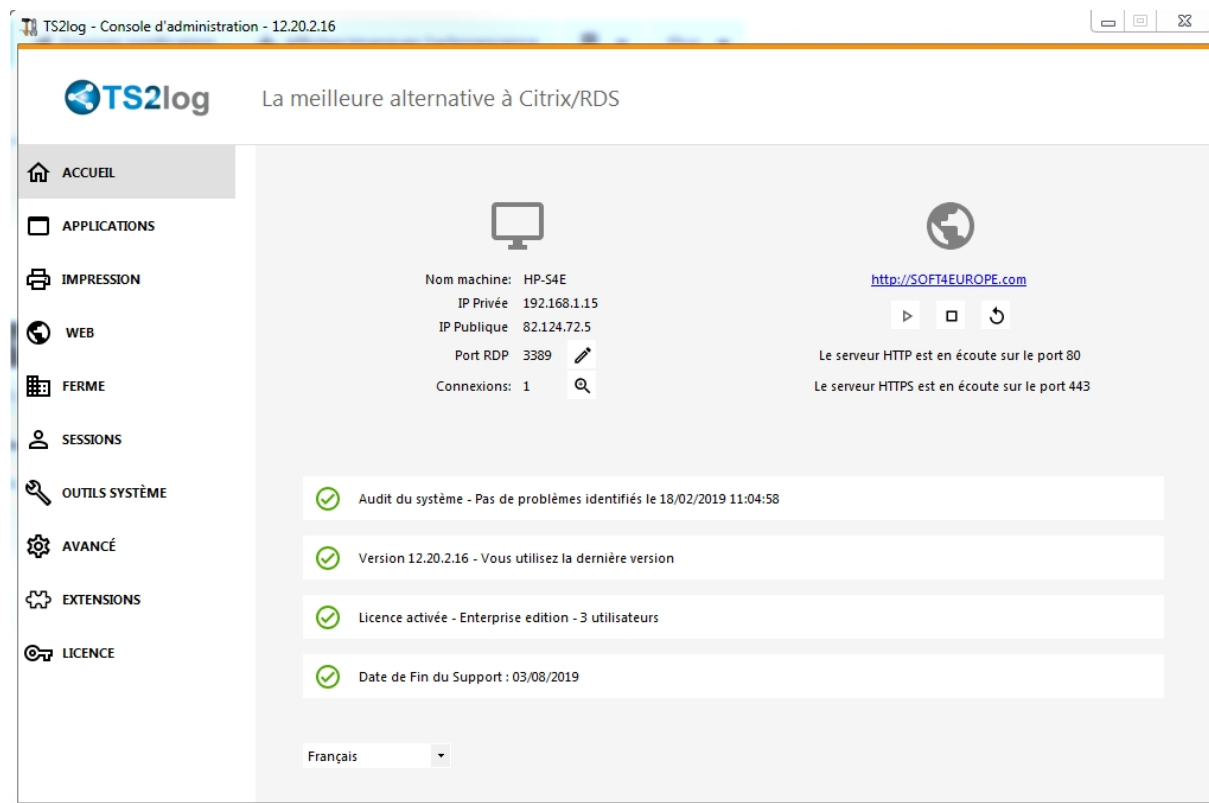 TS2log - Console d'administration - 12.20.2.16
TS2log
La meilleure alternative à Citrix/RDS
ACCUEIL
APPLICATIONS
IMPRESSION
WEB
FERME
SESSIONS
OUTILS SYSTÈME
AVANCÉ
EXTENSIONS
LICENCE
Nom machine: HP-S4E
IP Privée 192.168.1.15
IP Publique 82.124.72.5
Port RDP 3389
Connexions: 1
http://SOFT4EUROPE.com
Le serveur HTTP est en écoute sur le port 80
Le serveur HTTPS est en écoute sur le port 443
Audit du système - Pas de problèmes identifiés le 18/02/2019 11:04:58
Version 12.20.2.16 - Vous utilisez la dernière version
Licence activée - Enterprise edition - 3 utilisateurs
Date de Fin du Support : 03/08/2019
Français